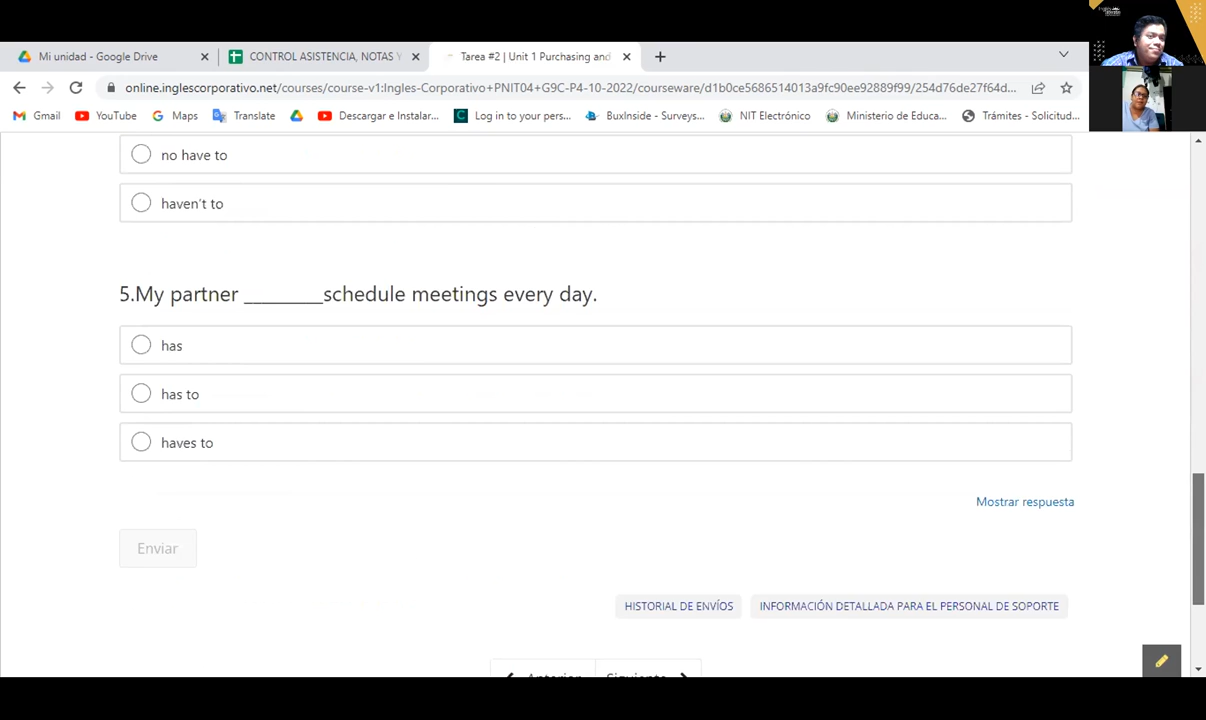 Mi unidad - Google Drive
CONTROL ASISTENCIA, NOTAS Y
Tarea #2 | Unit 1 Purchasing and
online.inglescorporativo.net/courses/course-v1:Ingles-Corporativo+PNIT04+G9C-P4-10-2022/courseware/d1b0ce5686514013a9fc90ee92889f99/254d76de27f64d...
Gmail
YouTube
Maps
Translate
Descargar e Instalar...
Log in to your pers...
BuxInside - Surveys...
NIT Electrónico
Ministerio de Educa...
Trámites - Solicitud...
no have to
haven't to
5.My partner ________schedule meetings every day.
has
has to
haves to
Mostrar respuesta
Enviar
HISTORIAL DE ENVÍOS
INFORMACIÓN DETALLADA PARA EL PERSONAL DE SOPORTE
Anterior
Siguiente